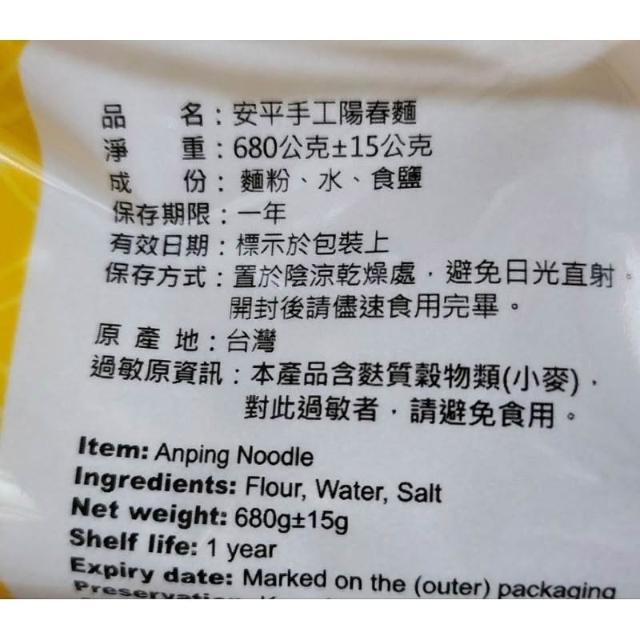 品 名：安平手工陽春麵
淨 重：680公克±15公克
成 份：麵粉、水、食鹽
保存期限：一年
有效日期：標示於包裝上
保存方式：置於陰涼乾燥處，避免日光直射。
開封後請儘速食用完畢。
原 產 地：台灣
過敏原資訊：本產品含麩質穀物類(小麥)，
對此過敏者，請避免食用。
Item: Anping Noodle
Ingredients: Flour, Water, Salt
Net weight: 680g±15g
Shelf life: 1 year
Expiry date: Marked on the (outer) packaging
Preservation: